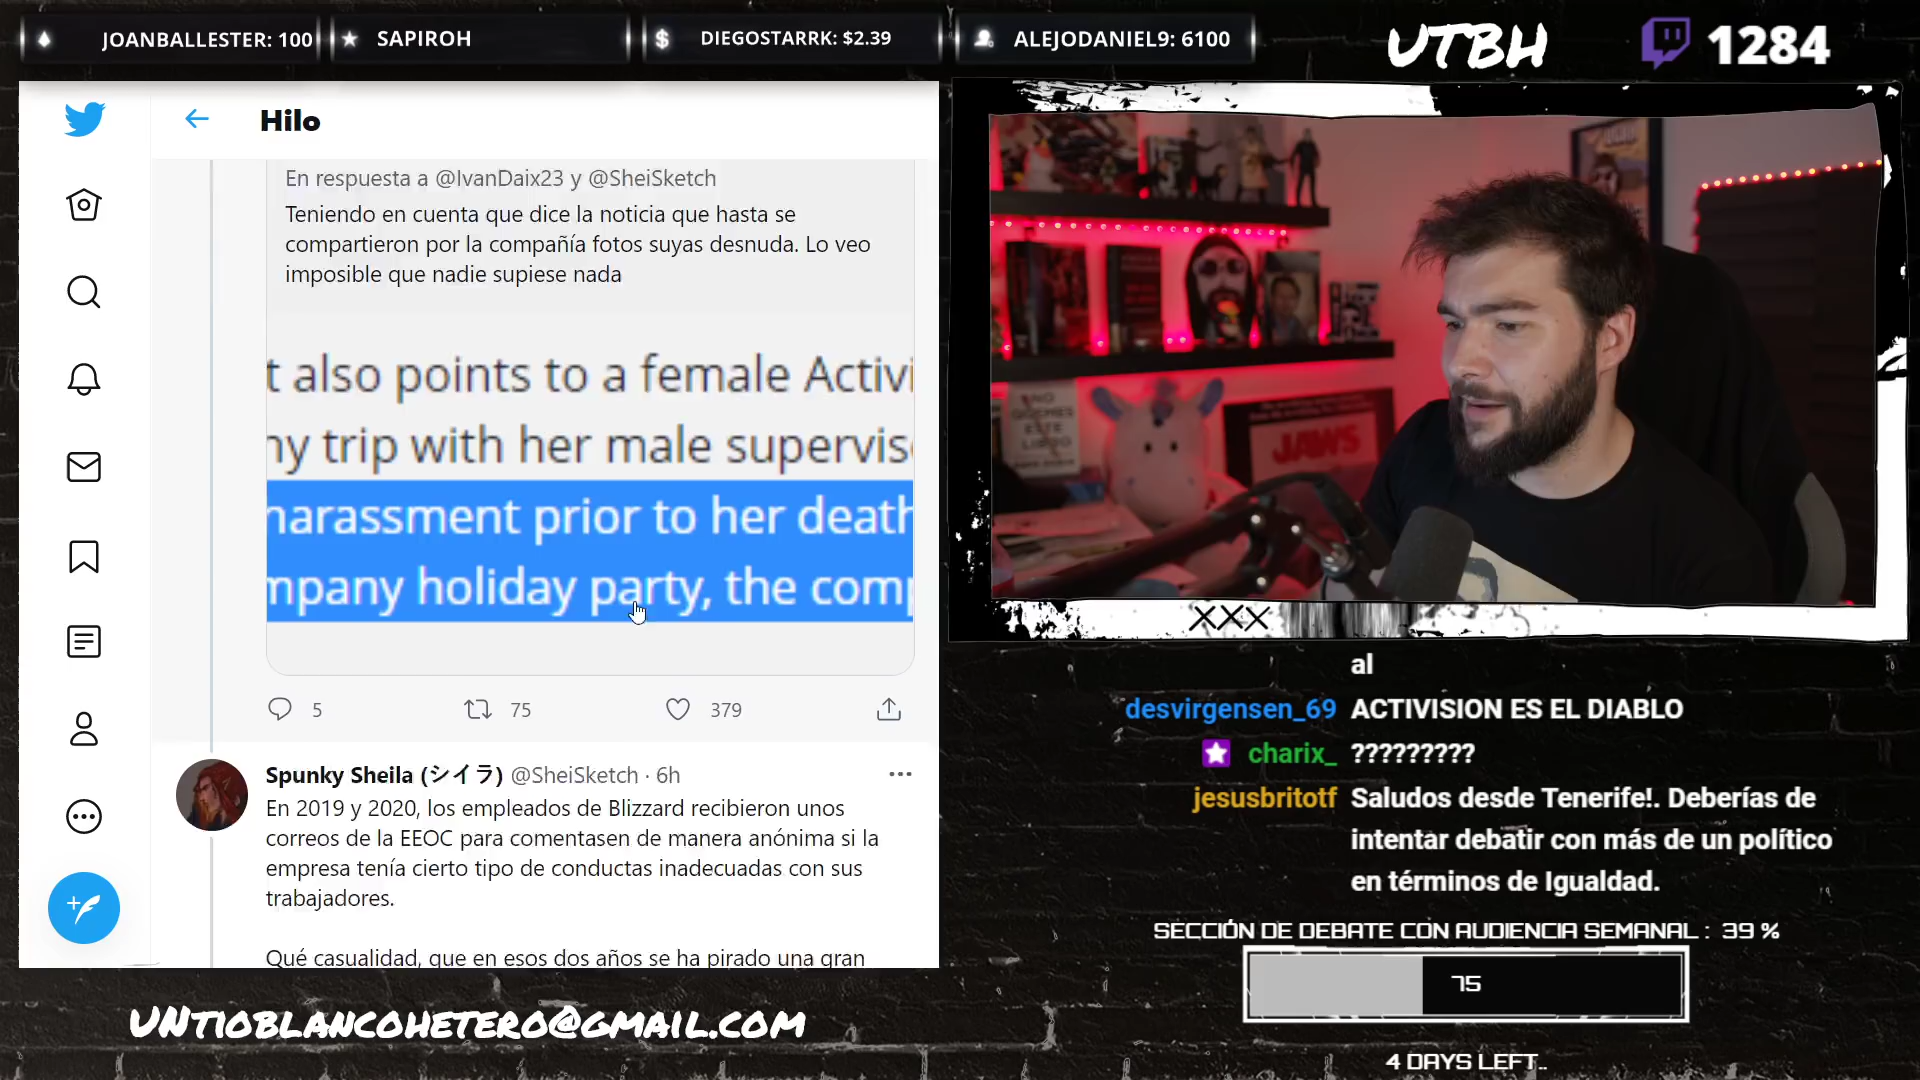 JOANBALLESTER: 100
SAPIROH
DIEGOSTARRK: $2.39
ALEJODANIEL9: 6100
UTBH
1284
Hilo
En respuesta a @IvanDaix23 y @SheiSketch
Teniendo en cuenta que dice la noticia que hasta se
compartieron por la compañía fotos suyas desnuda. Lo veo
imposible que nadie supiese nada
t also points to a female Activi
ny trip with her male superviso
harassment prior to her death
mpany holiday party, the comp
5
75
379
Spunky Sheila (シイラ) @SheiSketch · 6h
En 2019 y 2020, los empleados de Blizzard recibieron unos
correos de la EEOC para comentasen de manera anónima si la
empresa tenía cierto tipo de conductas inadecuadas con sus
trabajadores.
Qué casualidad, que en esos dos años se ha pirado una gran
UNTIOBLANCOHETERO@GMAIL.COM
JAWS
XXX
al
desvirgensen_69 ACTIVISION ES EL DIABLO
charix_ ?????????
jesusbritotf Saludos desde Tenerife!. Deberías de
intentar debatir con más de un político
en términos de Igualdad.
SECCIÓN DE DEBATE CON AUDIENCIA SEMANAL : 39 %
75
4 DAYS LEFT..